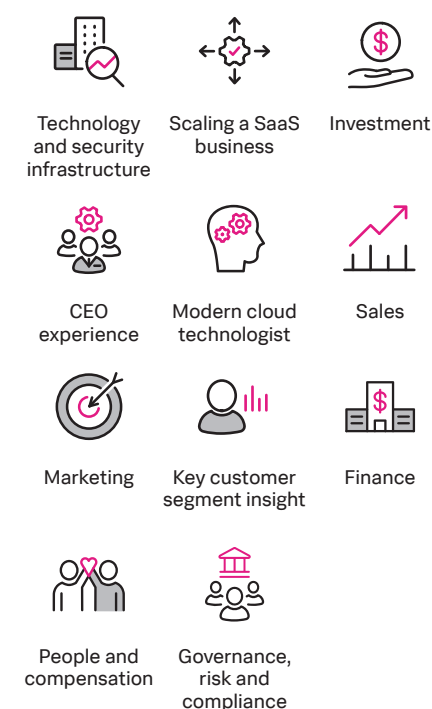 $
Technology
and security
infrastructure
Scaling a SaaS
business
Investment
CEO
experience
Modern cloud
technologist
Sales
$
Marketing
Key customer
segment insight
Finance
People and
compensation
Governance,
risk and
compliance